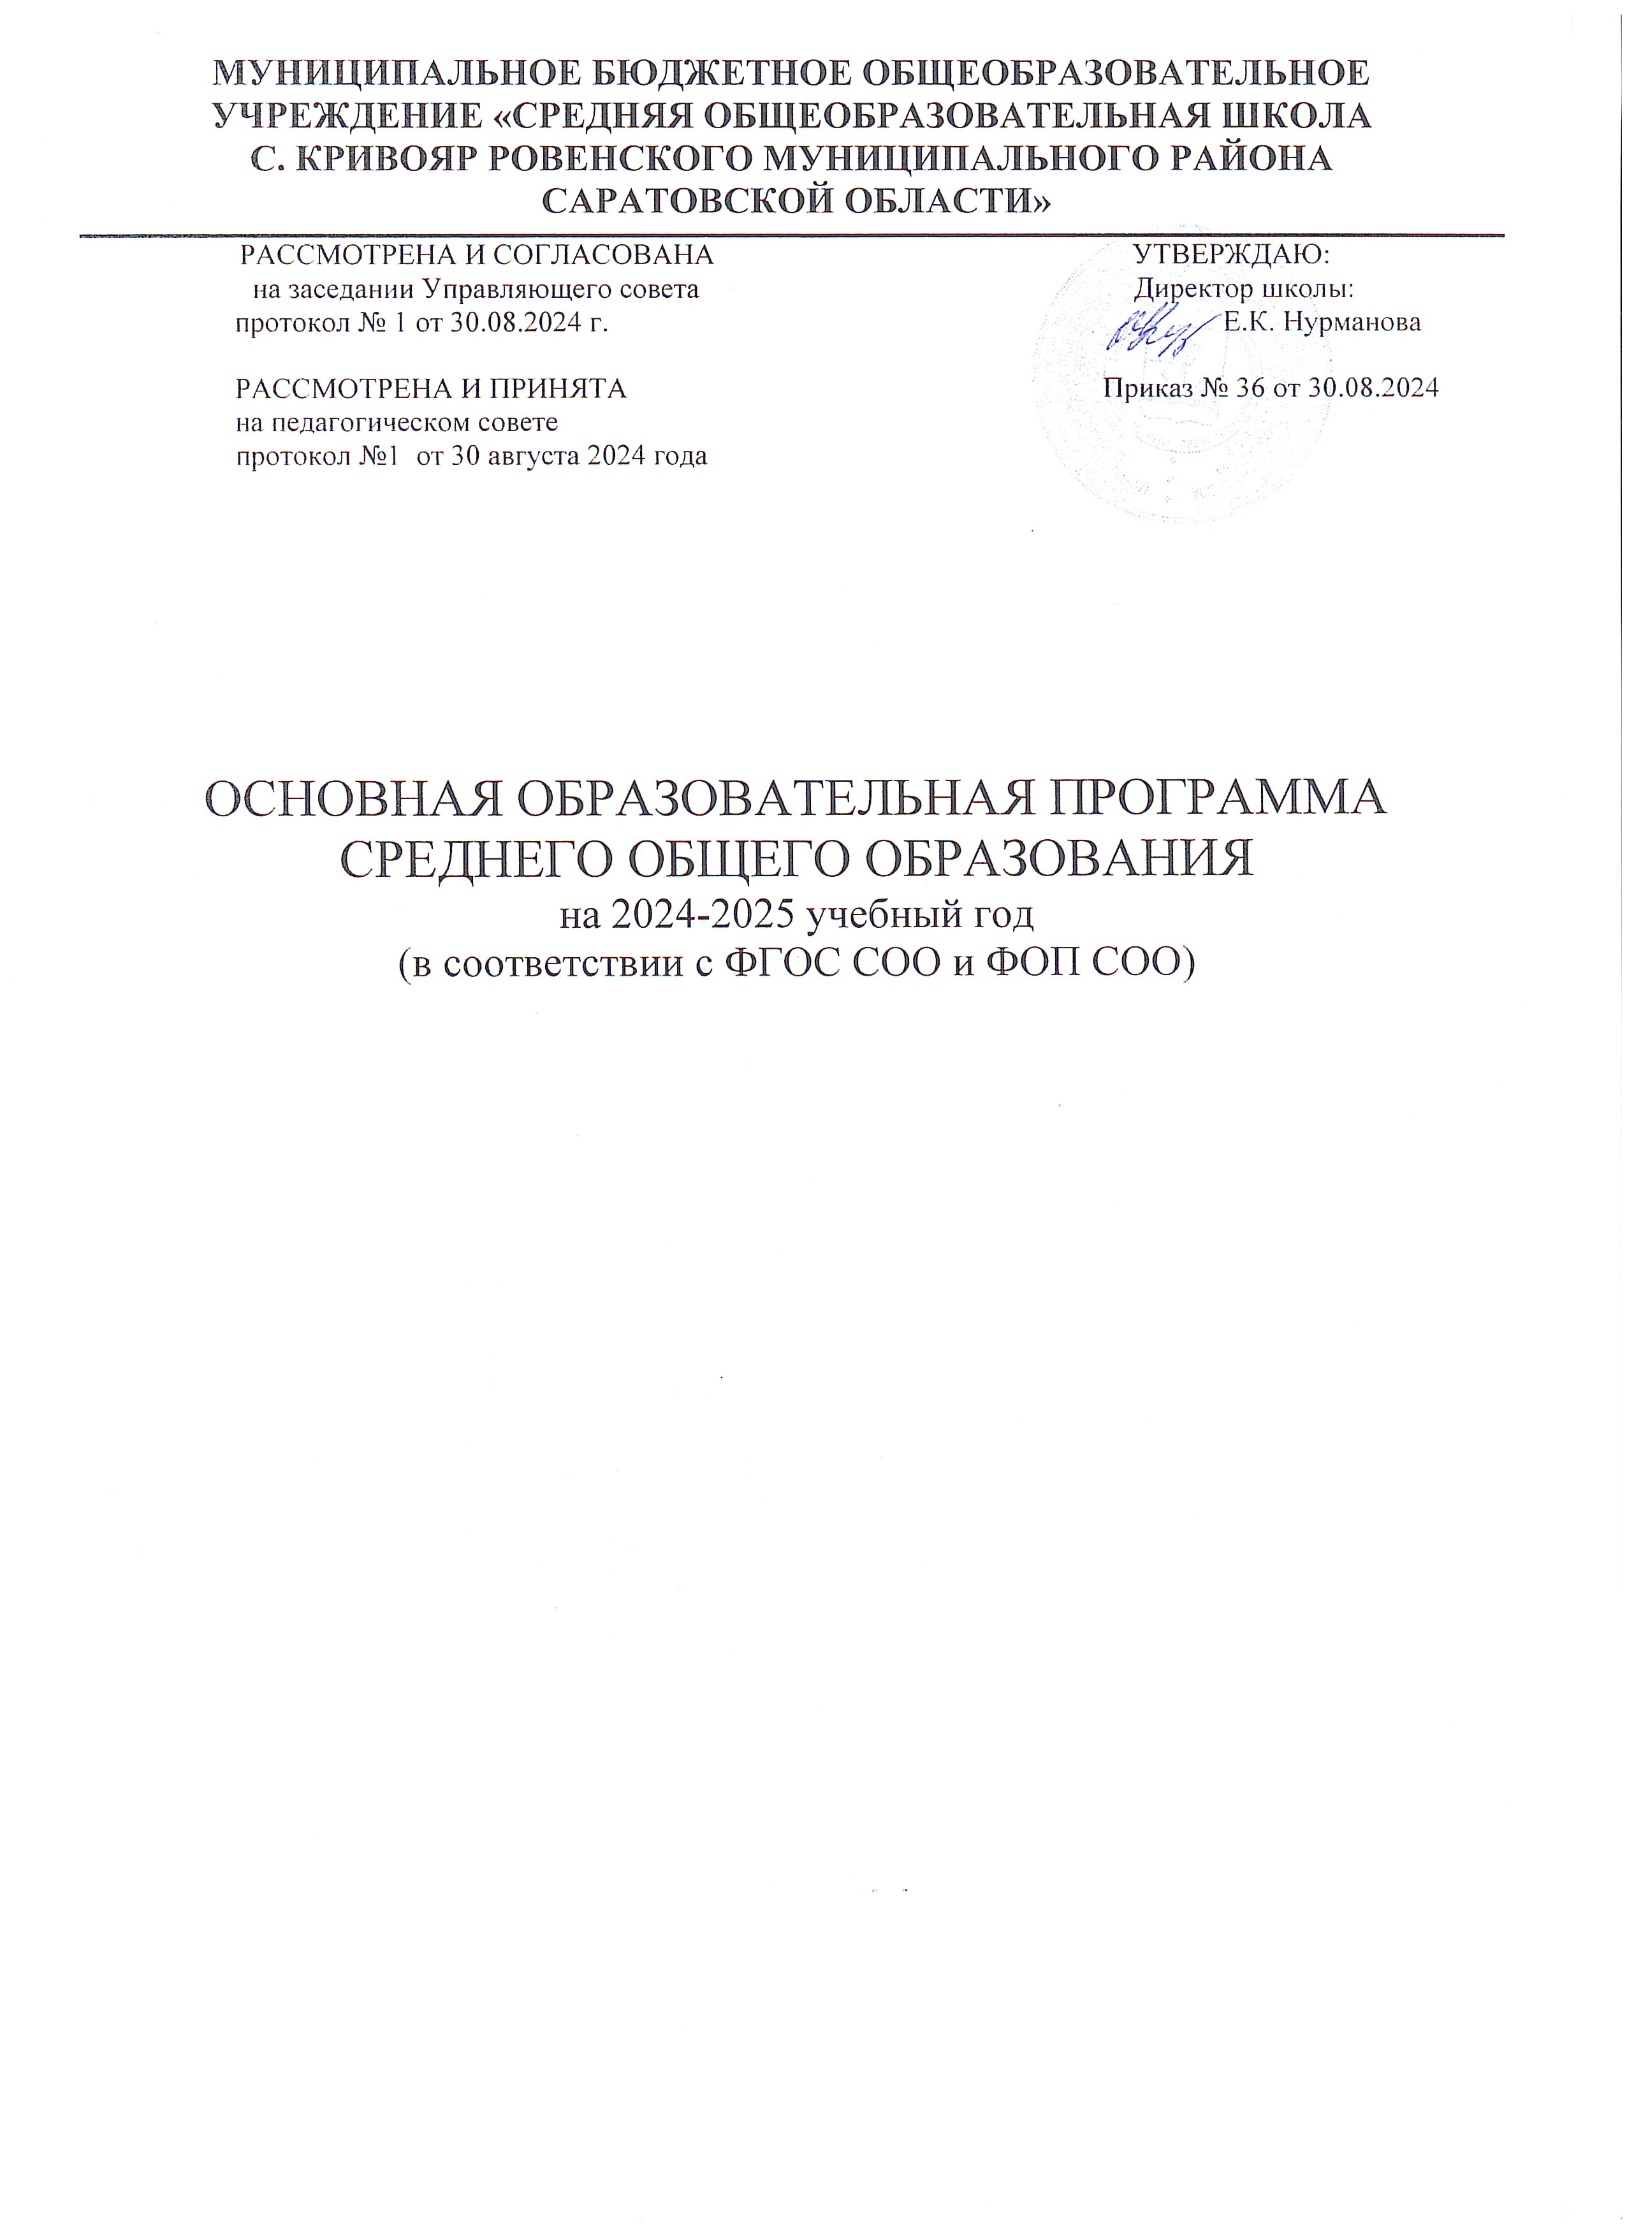 МУНИЦИПАЛЬНОЕ БЮДЖЕТНОЕ ОБЩЕОБРАЗОВАТЕЛЬНОЕ
УЧРЕЖДЕНИЕ «СРЕДНЯЯ ОБЩЕОБРАЗОВАТЕЛЬНАЯ ШКОЛА
С. КРИВОЯР РОВЕНСКОГО МУНИЦИПАЛЬНОГО РАЙОНА
САРАТОВСКОЙ ОБЛАСТИ»
РАССМОТРЕНА И СОГЛАСОВАНА
на заседании Управляющего совета
протокол № 1 от 30.08.2024 г.
РАССМОТРЕНА И ПРИНЯТА
на педагогическом совете
протокол №1 от 30 августа 2024 года
УТВЕРЖДАЮ:
Директор школы:
Е.К. Нурманова
Приказ № 36 от 30.08.2024
ОСНОВНАЯ ОБРАЗОВАТЕЛЬНАЯ ПРОГРАММА
СРЕДНЕГО ОБЩЕГО ОБРАЗОВАНИЯ
на 2024-2025 учебный год
(в соответствии с ФГОС СОО и ФОП СОО)